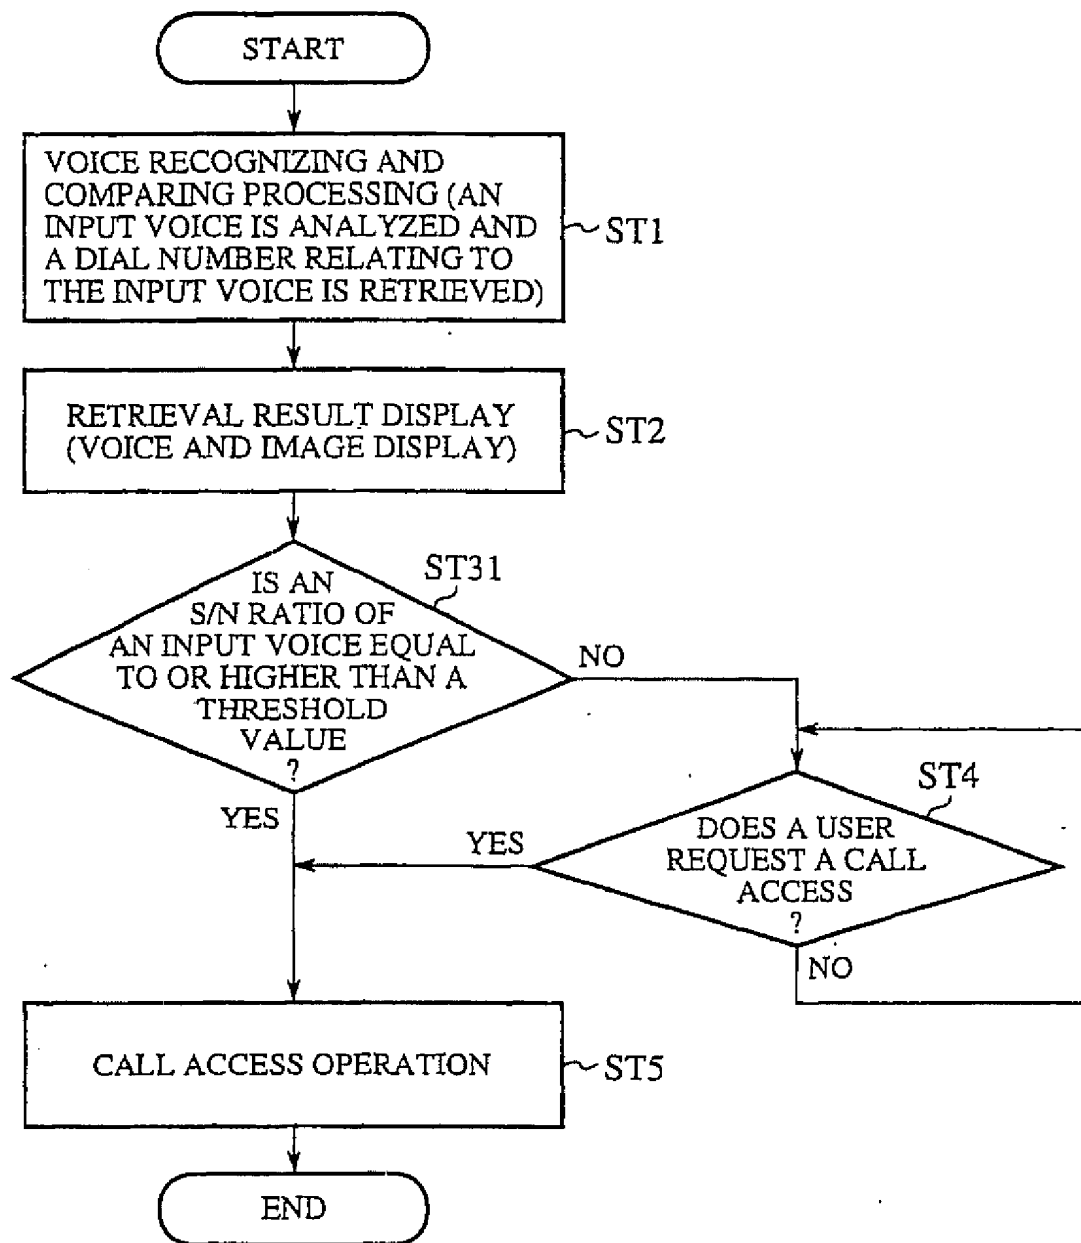 START
VOICE RECOGNIZING AND
COMPARING PROCESSING (AN
INPUT VOICE IS ANALYZED AND
A DIAL NUMBER RELATING TO
THE INPUT VOICE IS RETRIEVED)
ST1
RETRIEVAL RESULT DISPLAY
(VOICE AND IMAGE DISPLAY)
ST2
ST31
IS AN
S/N RATIO OF
AN INPUT VOICE EQUAL
TO OR HIGHER THAN A
THRESHOLD
VALUE
?
NO
YES
ST4
DOES A USER
REQUEST A CALL
ACCESS
?
YES
NO
CALL ACCESS OPERATION
ST5
END